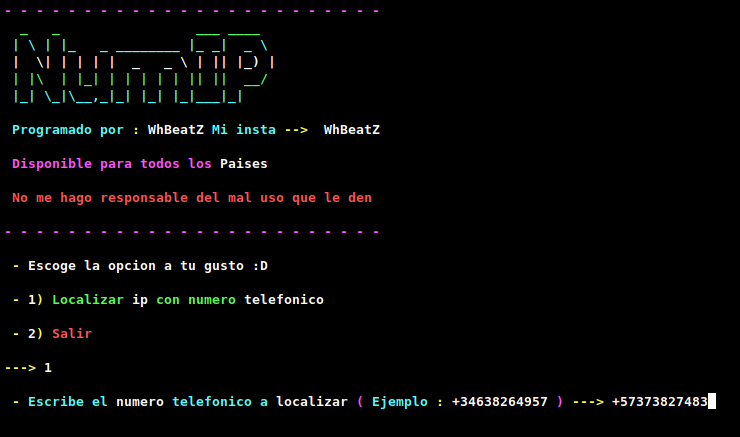 - - - - - - - - - - - - - - - - - - - - - - - -
NumIP
Programado por : WhBeatZ Mi insta --> WhBeatZ
Disponible para todos los Paises
No me hago responsable del mal uso que le den
- - - - - - - - - - - - - - - - - - - - - - - -
- Escoge la opcion a tu gusto :D
- 1) Localizar ip con numero telefonico
- 2) Salir
---> 1
- Escribe el numero telefonico a localizar ( Ejemplo : +34638264957 ) ---> +57373827483